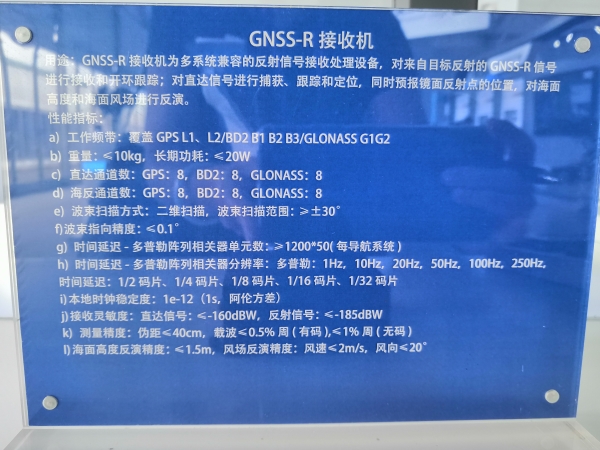 GNSS-R 接收机
用途：GNSS-R 接收机为多系统兼容的反射信号接收处理设备，对来自目标反射的 GNSS-R 信号
进行接收和开环跟踪；对直达信号进行捕获、跟踪和定位，同时预报镜面反射点的位置，对海面
高度和海面风场进行反演。
性能指标：
a) 工作频带：覆盖 GPS L1、L2/BD2 B1 B2 B3/GLONASS G1G2
b) 重量：≤10kg，长期功耗：≤20W
c) 直达通道数：GPS：8，BD2：8，GLONASS：8
d) 海反通道数：GPS：8，BD2：8，GLONASS：8
e) 波束扫描方式：二维扫描，波束扫描范围：≥±30°
f)波束指向精度：≤0.1°
g) 时间延迟 - 多普勒阵列相关器单元数：≥1200*50( 每导航系统 )
h) 时间延迟 - 多普勒阵列相关器分辨率：多普勒：1Hz，10Hz，20Hz，50Hz，100Hz，250Hz，
时间延迟：1/2 码片、1/4 码片、1/8 码片、1/16 码片、1/32 码片
i)本地时钟稳定度：1e-12（1s，阿伦方差）
j)接收灵敏度：直达信号：≤-160dBW，反射信号：≤-185dBW
k) 测量精度：伪距≤40cm，载波≤0.5% 周 ( 有码 ),≤1% 周（无码）
l)海面高度反演精度：≤1.5m，风场反演精度：风速≤2m/s，风向≤20°